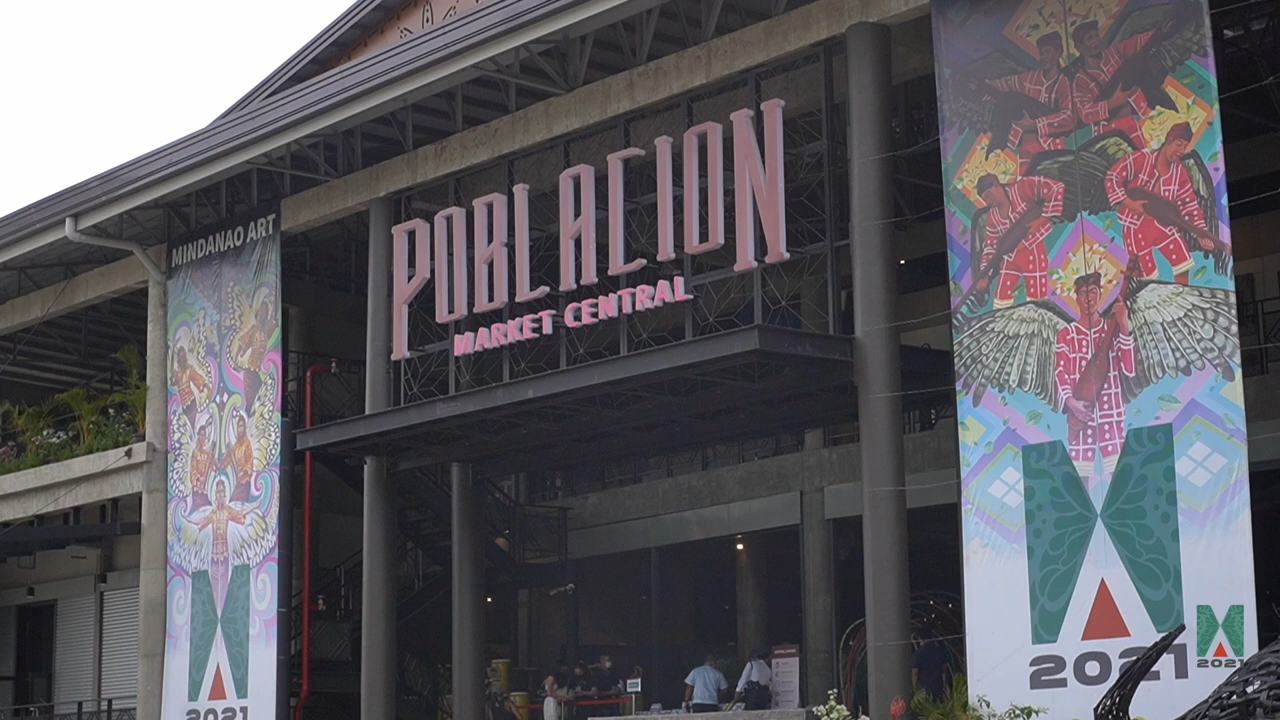 MINDANAO ART
POBLACION
MARKET CENTRAL
2021
2021
2021